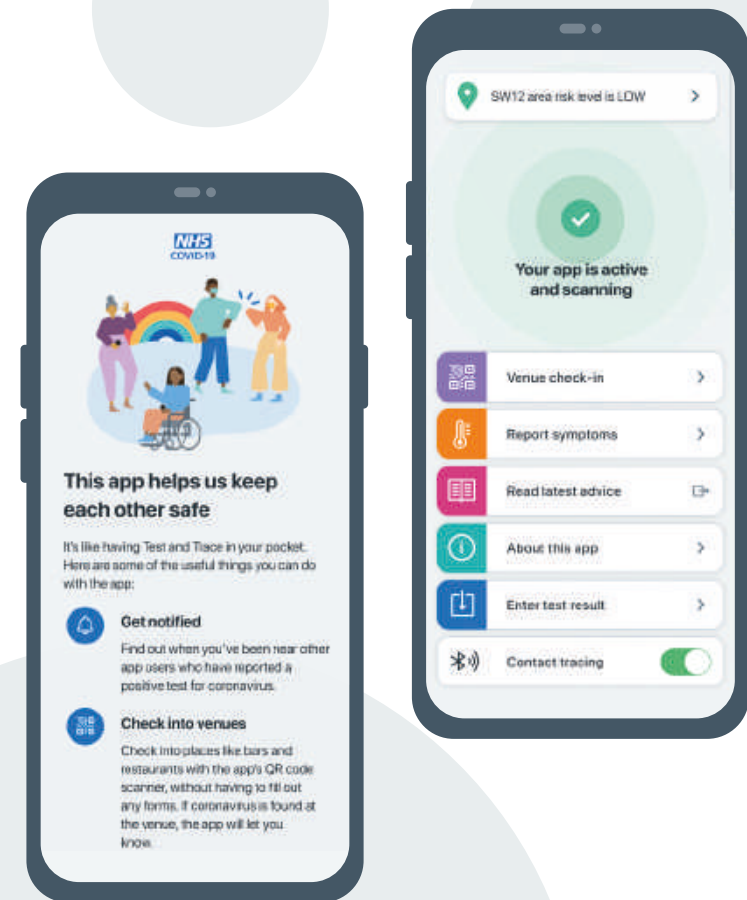 NHS
COVID-19
This app helps us keep
each other safe
It's like having Test and Trace in your pocket.
Here are some of the useful things you can do
with the app:
Get notified
Find out when you've been near other
app users who have reported a
positive test for coronavirus.
Check into venues
Check into places like bars and
restaurants with the app's QR code
scanner, without having to fill out
any forms. If coronavirus is found at
the venue, the app will let you
know.
SW12 area risk level is LOW
Your app is active
and scanning
Venue check-in
Report symptoms
Read latest advice
About this app
Enter test result
Contact tracing